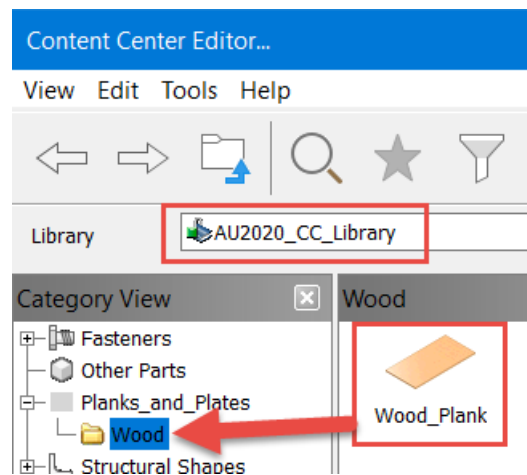 Content Center Editor...
View Edit Tools Help
Library AU2020_CC_Library
Category View Wood
Fasteners
Other Parts
Planks_and_Plates
Wood
Structural Shapes
Wood_Plank